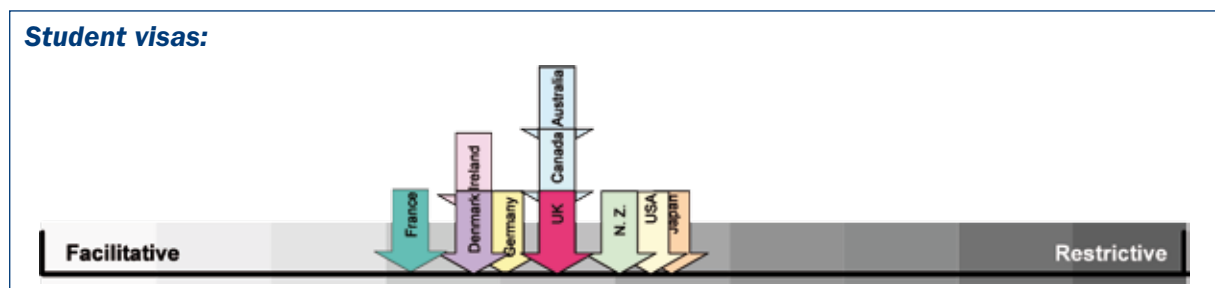 Student visas:
France
Denmark
Ireland
Germany
UK
Canada
Australia
N. Z.
USA
Japan
Facilitative
Restrictive